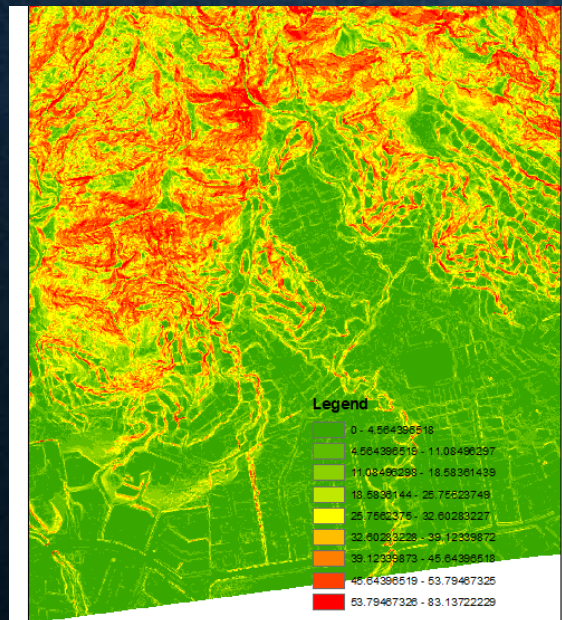 Legend
0 - 4.564396518
4.564396519 - 11.08496297
11.08496298 - 18.58361439
18.5836144 - 25.75623749
25.7562375 - 32.60283227
32.60283228 - 39.12339872
39.12339873 - 45.64396518
45.64396519 - 53.79467325
53.79467326 - 83.13722229